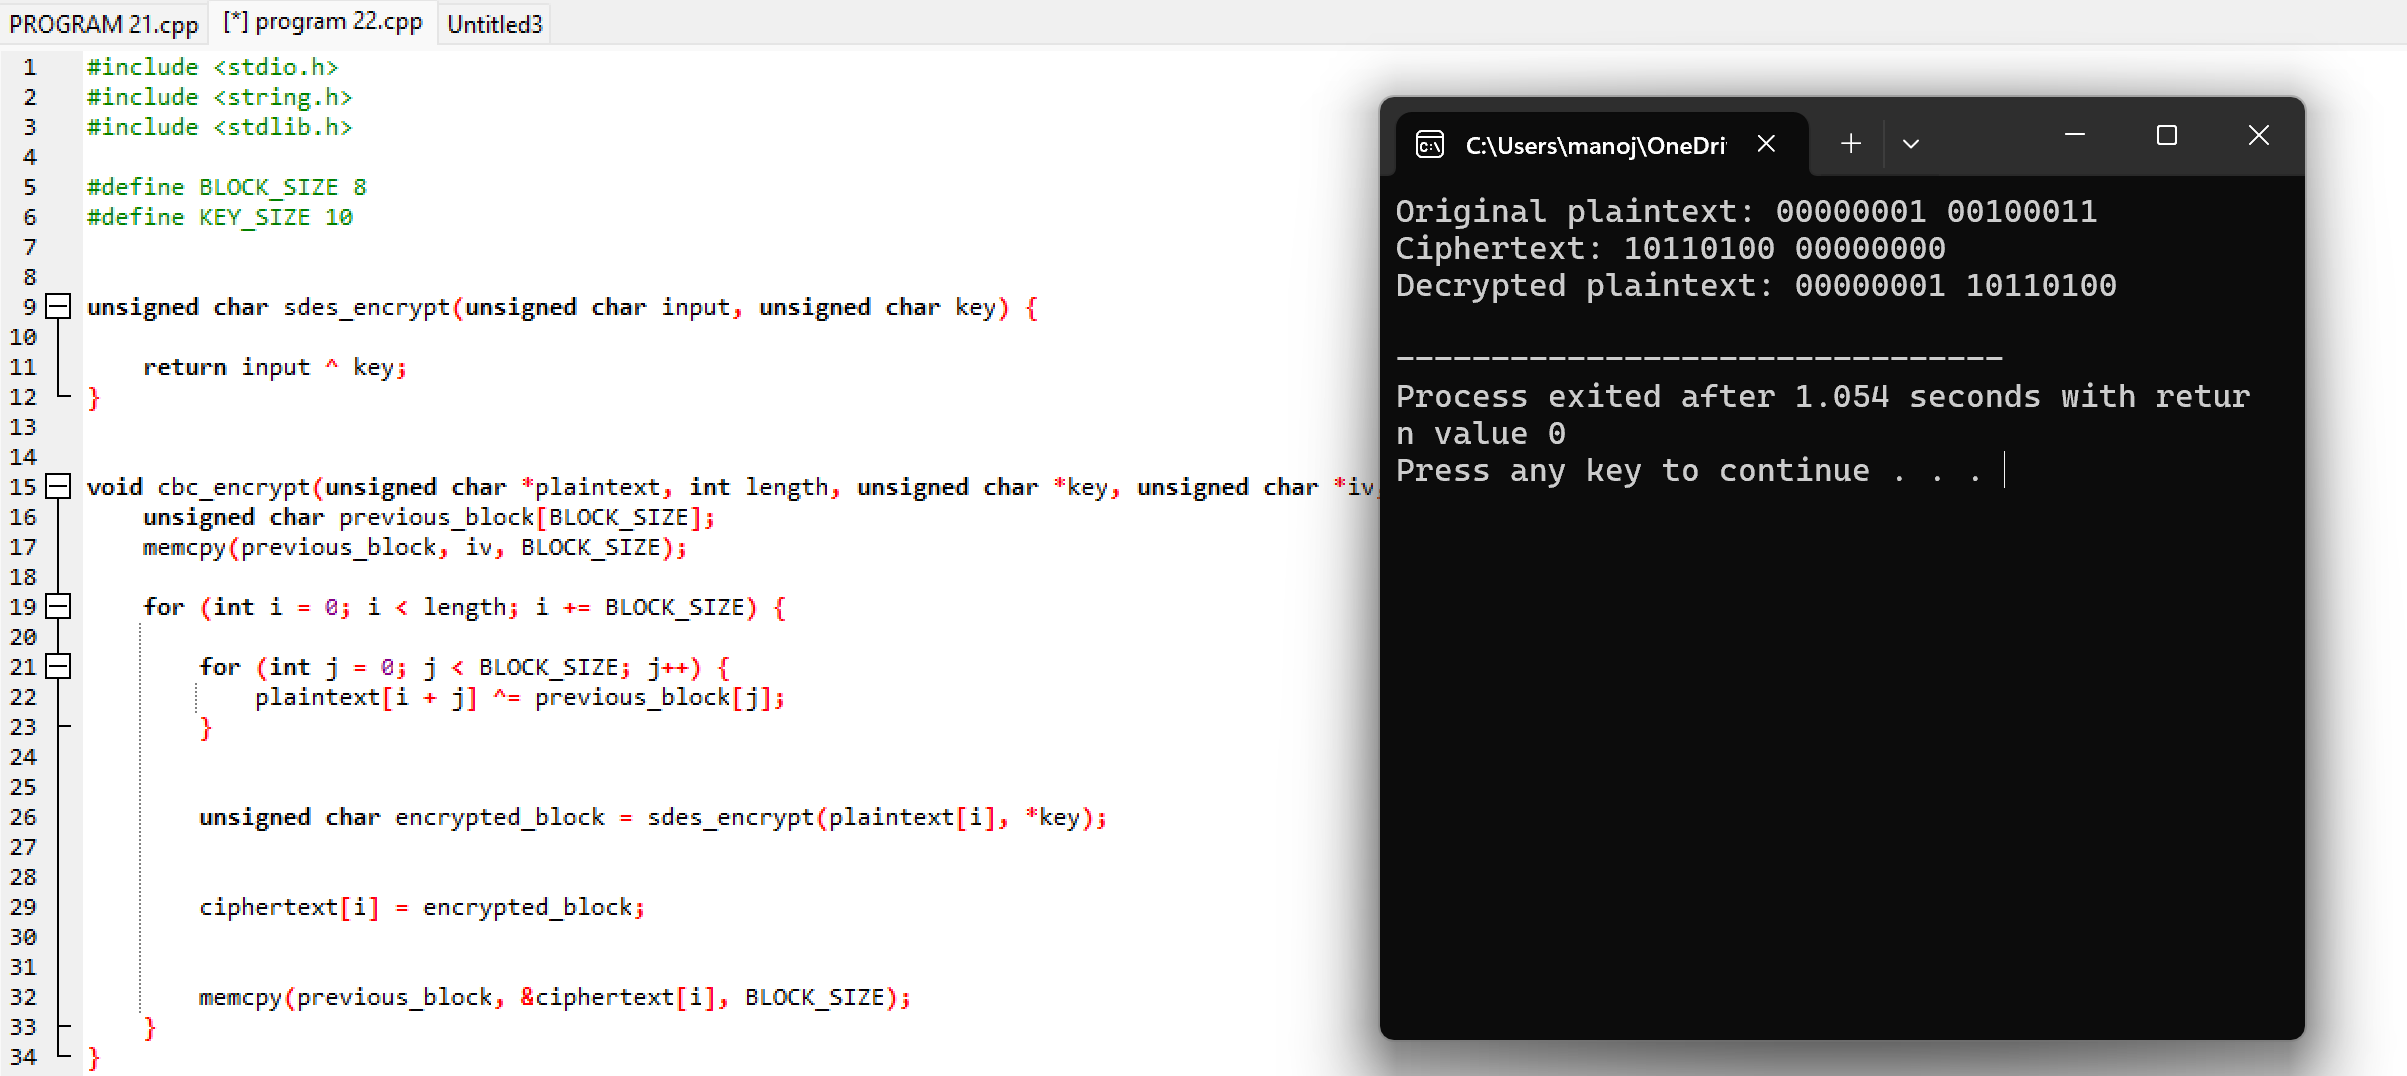 PROGRAM 21.cpp [*] program 22.cpp Untitled3
1 #include <stdio.h>
2 #include <string.h>
3 #include <stdlib.h>
4
5 #define BLOCK_SIZE 8
6 #define KEY_SIZE 10
7
8
9 unsigned char sdes_encrypt(unsigned char input, unsigned char key) {
10
11 return input ^ key;
12 }
13
14
15 void cbc_encrypt(unsigned char *plaintext, int length, unsigned char *key, unsigned char *iv,
16 unsigned char previous_block[BLOCK_SIZE];
17 memcpy(previous_block, iv, BLOCK_SIZE);
18
19 for (int i = 0; i < length; i += BLOCK_SIZE) {
20
21 for (int j = 0; j < BLOCK_SIZE; j++) {
22 plaintext[i + j] ^= previous_block[j];
23 }
24
25
26 unsigned char encrypted_block = sdes_encrypt(plaintext[i], *key);
27
28
29 ciphertext[i] = encrypted_block;
30
31
32 memcpy(previous_block, &ciphertext[i], BLOCK_SIZE);
33 }
34 }
C:\Users\manoj\OneDri
Original plaintext: 00000001 00100011
Ciphertext: 10110100 00000000
Decrypted plaintext: 00000001 10110100
--------------------------------
Process exited after 1.054 seconds with retur
n value 0
Press any key to continue . . .